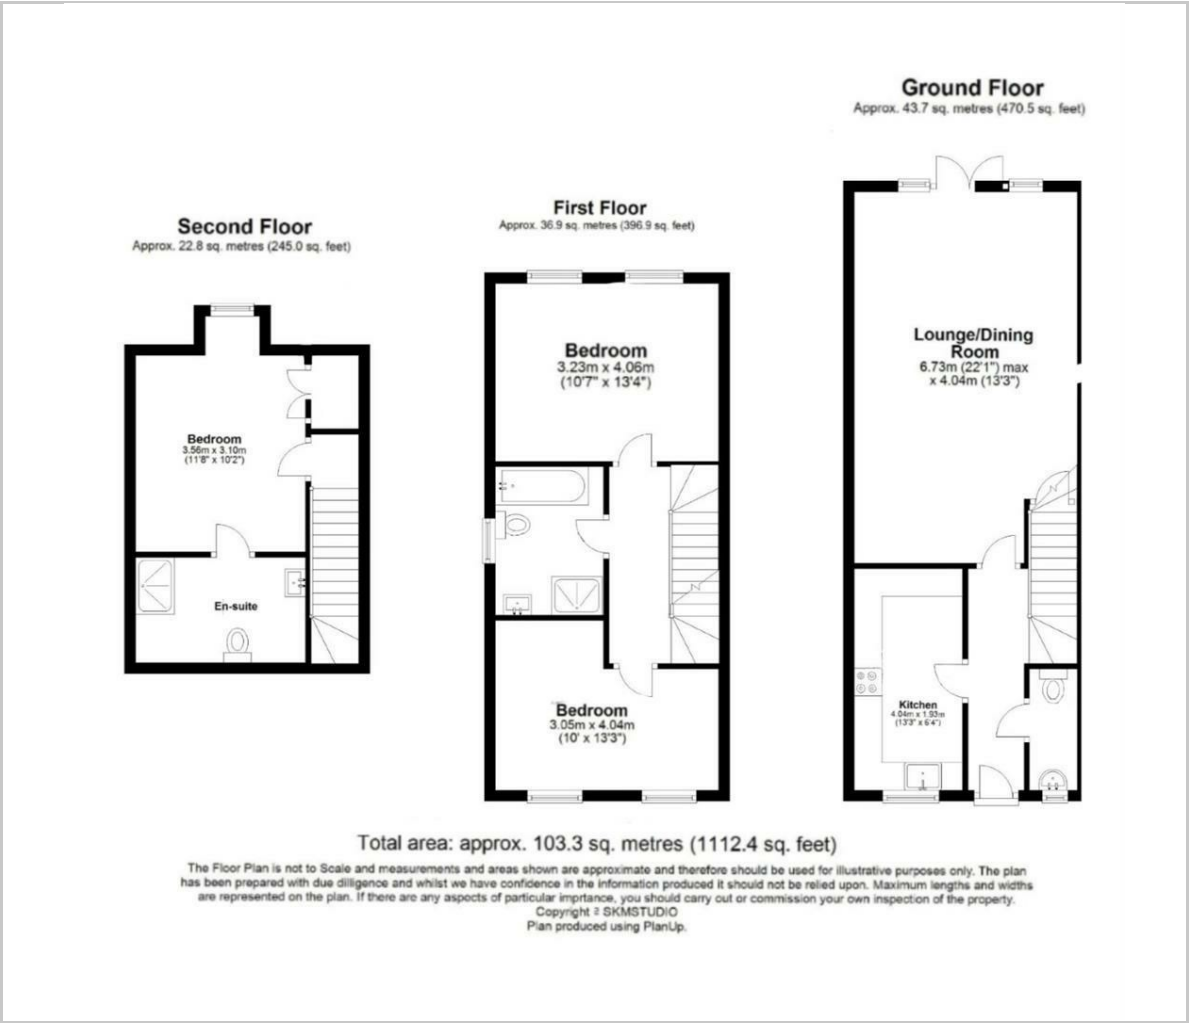 Ground Floor
Approx. 43.7 sq. metres (470.5 sq. feet)
First Floor
Approx. 36.9 sq. metres (396.9 sq. feet)
Second Floor
Approx. 22.8 sq. metres (245.0 sq. feet)
Lounge/Dining
Room
6.73m (22'1") max
x 4.04m (13'3")
Bedroom
3.23m x 4.06m
(10'7" x 13'4")
Bedroom
3.56m x 3.10m
(11'8" x 10'2")
En-suite
Kitchen
4.04m x 1.93m
(13'3" x 6'4")
Bedroom
3.05m x 4.04m
(10' x 13'3")
Total area: approx. 103.3 sq. metres (1112.4 sq. feet)
The Floor Plan is not to Scale and measurements and areas shown are approximate and therefore should be used for illustrative purposes only. The plan
has been prepared with due dilligence and whilst we have confidence in the information produced it should not be relied upon. Maximum lengths and widths
are represented on the plan. If there are any aspects of particular imprtance, you should carry out or commission your own inspection of the property.
Copyright ² SKMSTUDIO
Plan produced using PlanUp.